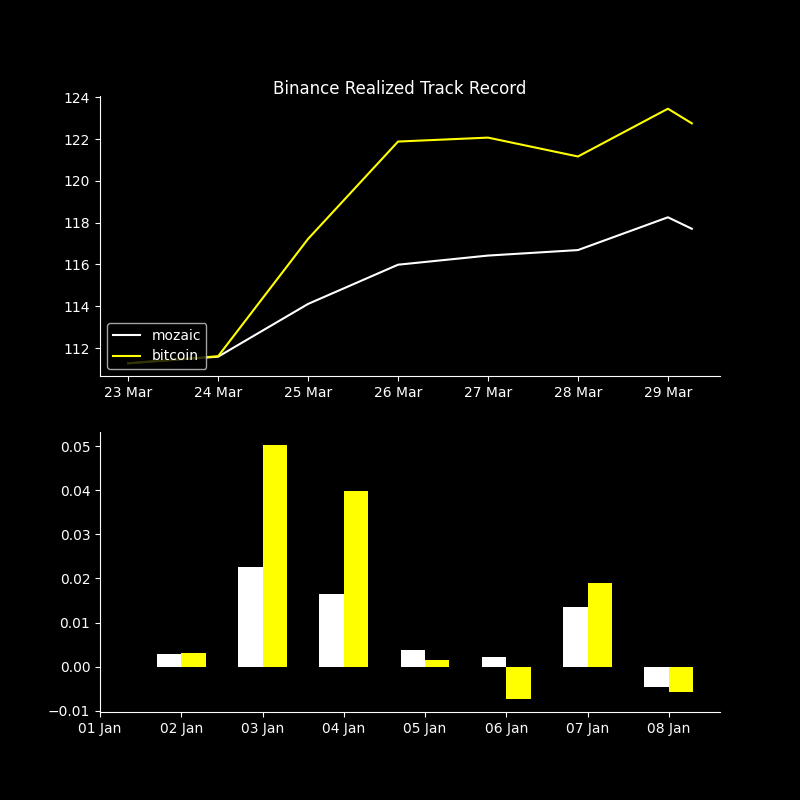 Binance Realized Track Record
124
122
120
118
116
114
112
mozaic
bitcoin
23 Mar 24 Mar 25 Mar 26 Mar 27 Mar 28 Mar 29 Mar
0.05
0.04
0.03
0.02
0.01
0.00
−0.01
01 Jan 02 Jan 03 Jan 04 Jan 05 Jan 06 Jan 07 Jan 08 Jan